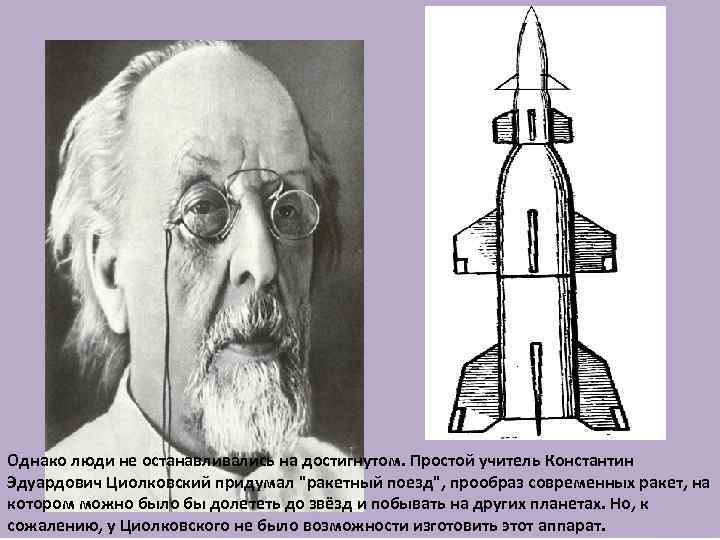 Однако люди не останавливались на достигнутом. Простой учитель Константин
Эдуардович Циолковский придумал "ракетный поезд", прообраз современных ракет, на
котором можно было бы долететь до звёзд и побывать на других планетах. Но, к
сожалению, у Циолковского не было возможности изготовить этот аппарат.